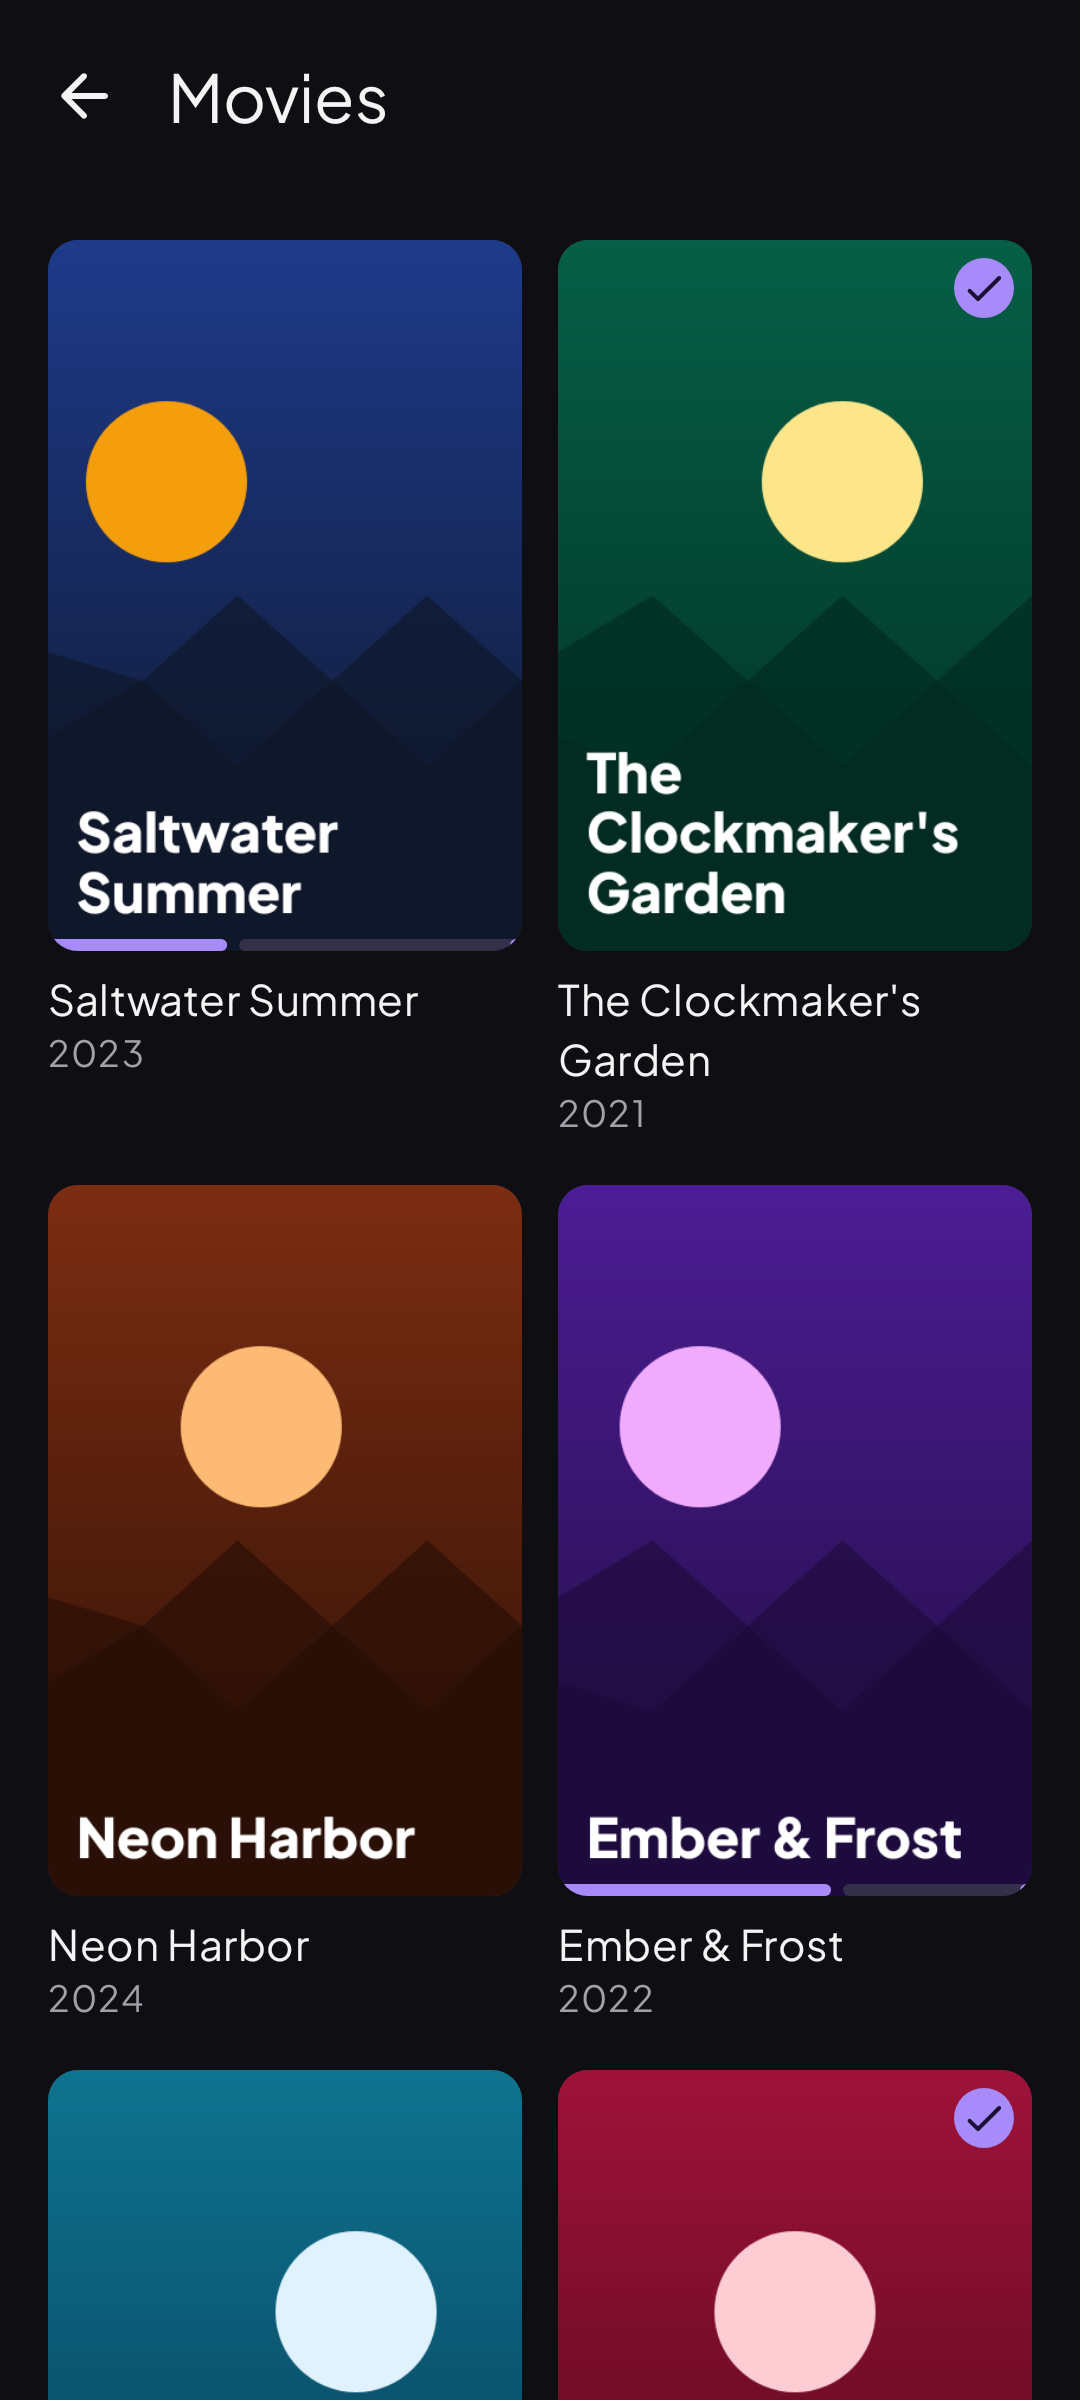 Movies
Saltwater
Summer
Saltwater Summer
2023
The
Clockmaker's
Garden
The Clockmaker's
Garden
2021
Neon Harbor
Neon Harbor
2024
Ember & Frost
Ember & Frost
2022